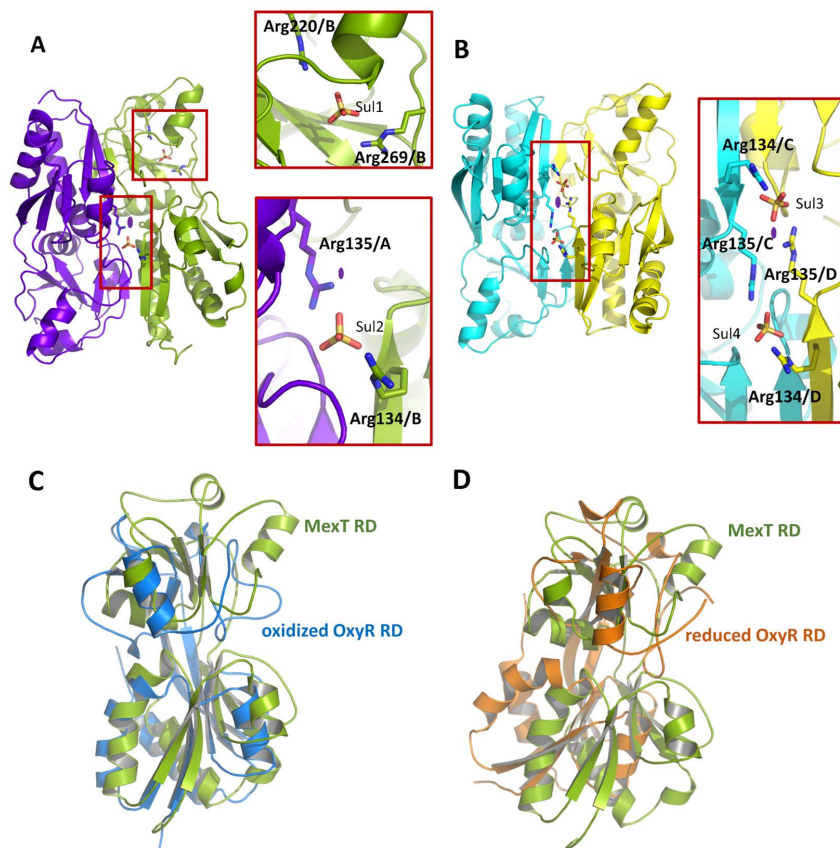 A
Arg220/B
Sul1
Arg269/B
Arg135/A
Sul2
Arg134/B
B
Arg134/C
Sul3
Arg135/C
Arg135/D
Sul4
Arg134/D
C
MexT RD
oxidized OxyR RD
D
MexT RD
reduced OxyR RD